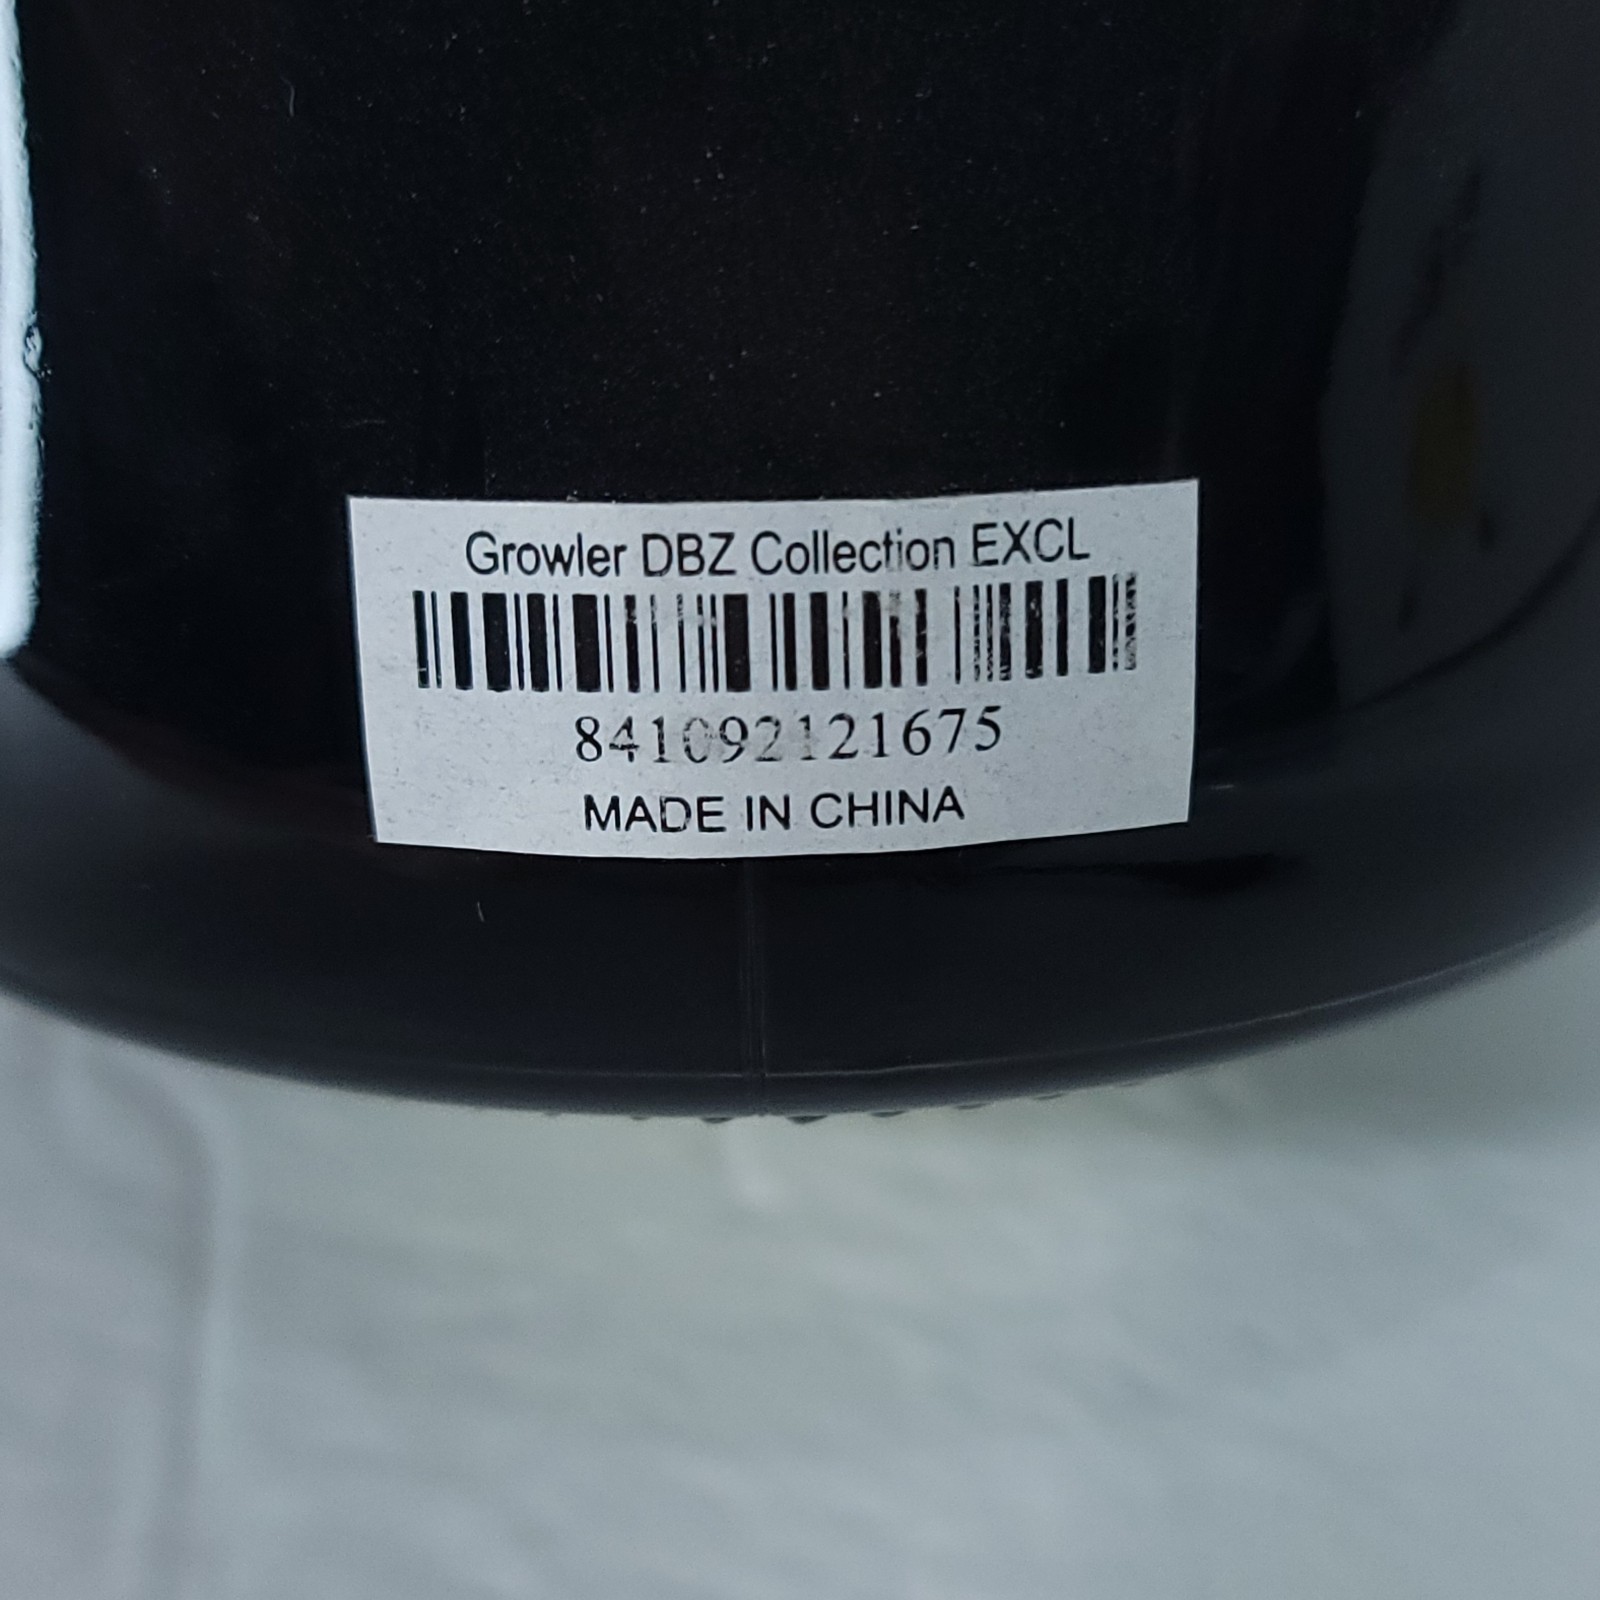 Growler DBZ Collection EXCL
841092121675
MADE IN CHINA